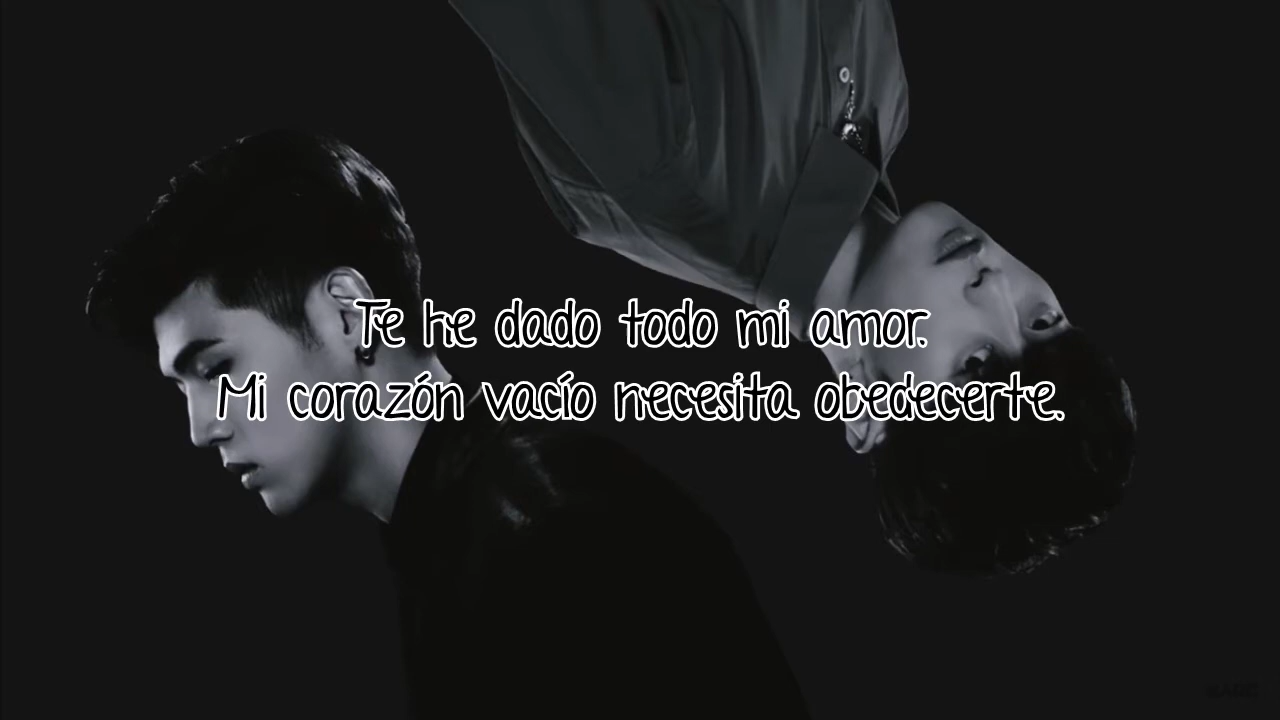 Te he dado todo mi amor.
Mi corazón vacío necesita obedecerte.